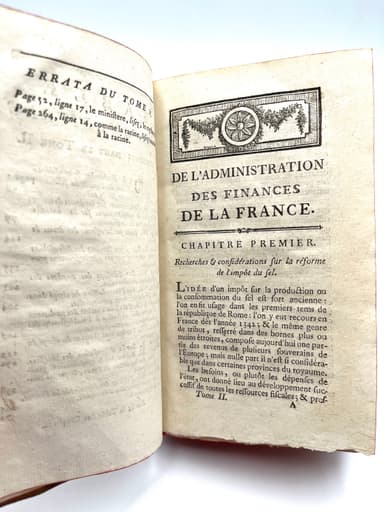 ERRATA DU TOME
Page 52, ligne 17, le ministere, lisez,
Page 264, ligne 14, comme la racine, lisez
à la racine.
DE L'ADMINISTRATION
DES FINANCES
DE LA FRANCE.
CHAPITRE PREMIER.
Recherches & considérations sur la réforme
de l'impôt du sel.
L'IDÉE d'un impôt sur la production ou
la consommation du sel est fort ancienne :
l'on en fit usage dans les premiers tems de
la république de Rome : l'on y eut recours en
France dès l'année 1342 : & le même genre
de tribut, resserré dans des bornes plus ou
moins étroites, compose aujourd'hui une par-
tie des revenus de plusieurs souverains de
l'Europe ; mais nulle part il n'est si considéra-
ble que dans certaines provinces du royaume.
Les besoins, ou plutôt les dépenses de
l'état, ont donné lieu au développement suc-
cessif de toutes les ressources fiscales ; & prof-
Tome II. A